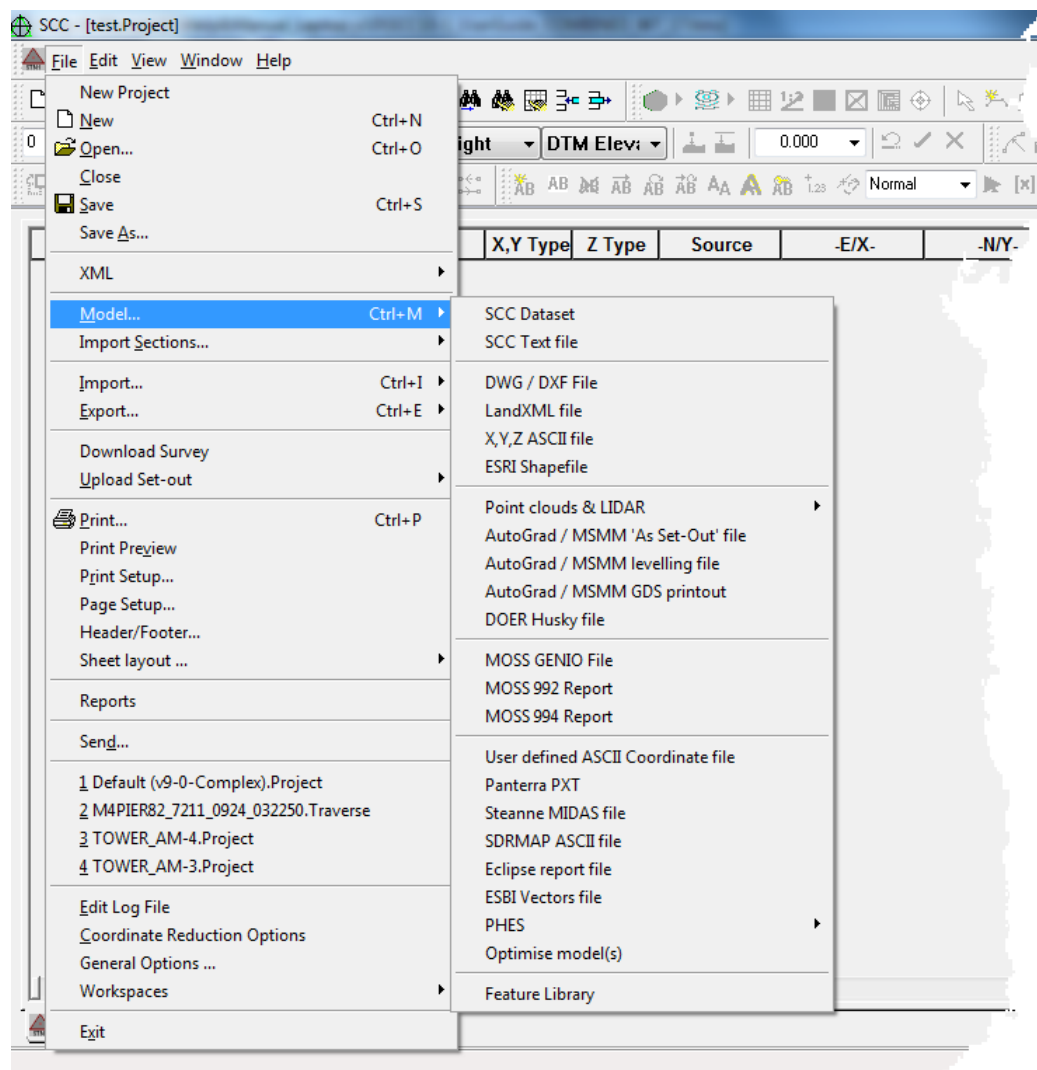 SCC - [test.Project]
File Edit View Window Help
0 ight DTM Elev: 0.000
Normal
X,Y Type Z Type Source -E/X- -N/Y-
New Project
New Ctrl+N
Open... Ctrl+O
Close
Save Ctrl+S
Save As...
XML
Model... Ctrl+M
Import Sections...
Import... Ctrl+I
Export... Ctrl+E
Download Survey
Upload Set-out
Print... Ctrl+P
Print Preview
Print Setup...
Page Setup...
Header/Footer...
Sheet layout ...
Reports
Send...
1 Default (v9-0-Complex).Project
2 M4PIER82_7211_0924_032250.Traverse
3 TOWER_AM-4.Project
4 TOWER_AM-3.Project
Edit Log File
Coordinate Reduction Options
General Options ...
Workspaces
Exit
SCC Dataset
SCC Text file
DWG / DXF File
LandXML file
X,Y,Z ASCII file
ESRI Shapefile
Point clouds & LIDAR
AutoGrad / MSMM 'As Set-Out' file
AutoGrad / MSMM levelling file
AutoGrad / MSMM GDS printout
DOER Husky file
MOSS GENIO File
MOSS 992 Report
MOSS 994 Report
User defined ASCII Coordinate file
Panterra PXT
Steanne MIDAS file
SDRMAP ASCII file
Eclipse report file
ESBI Vectors file
PHES
Optimise model(s)
Feature Library